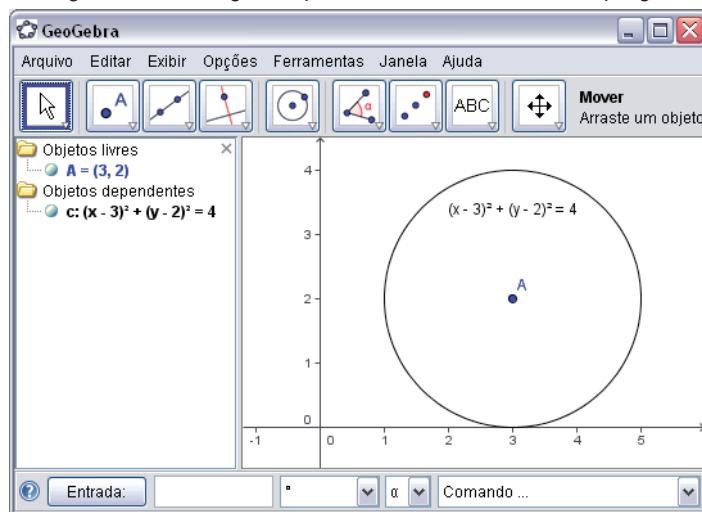 GeoGebra
Arquivo Editar Exibir Opções Ferramentas Janela Ajuda
A
α
ABC
Mover
Arraste um objeto
Objetos livres
A = (3, 2)
Objetos dependentes
c: (x - 3)² + (y - 2)² = 4
4
(x - 3)² + (y - 2)² = 4
3
A
2
1
0
-1 0 1 2 3 4 5
Entrada: ° α Comando ...